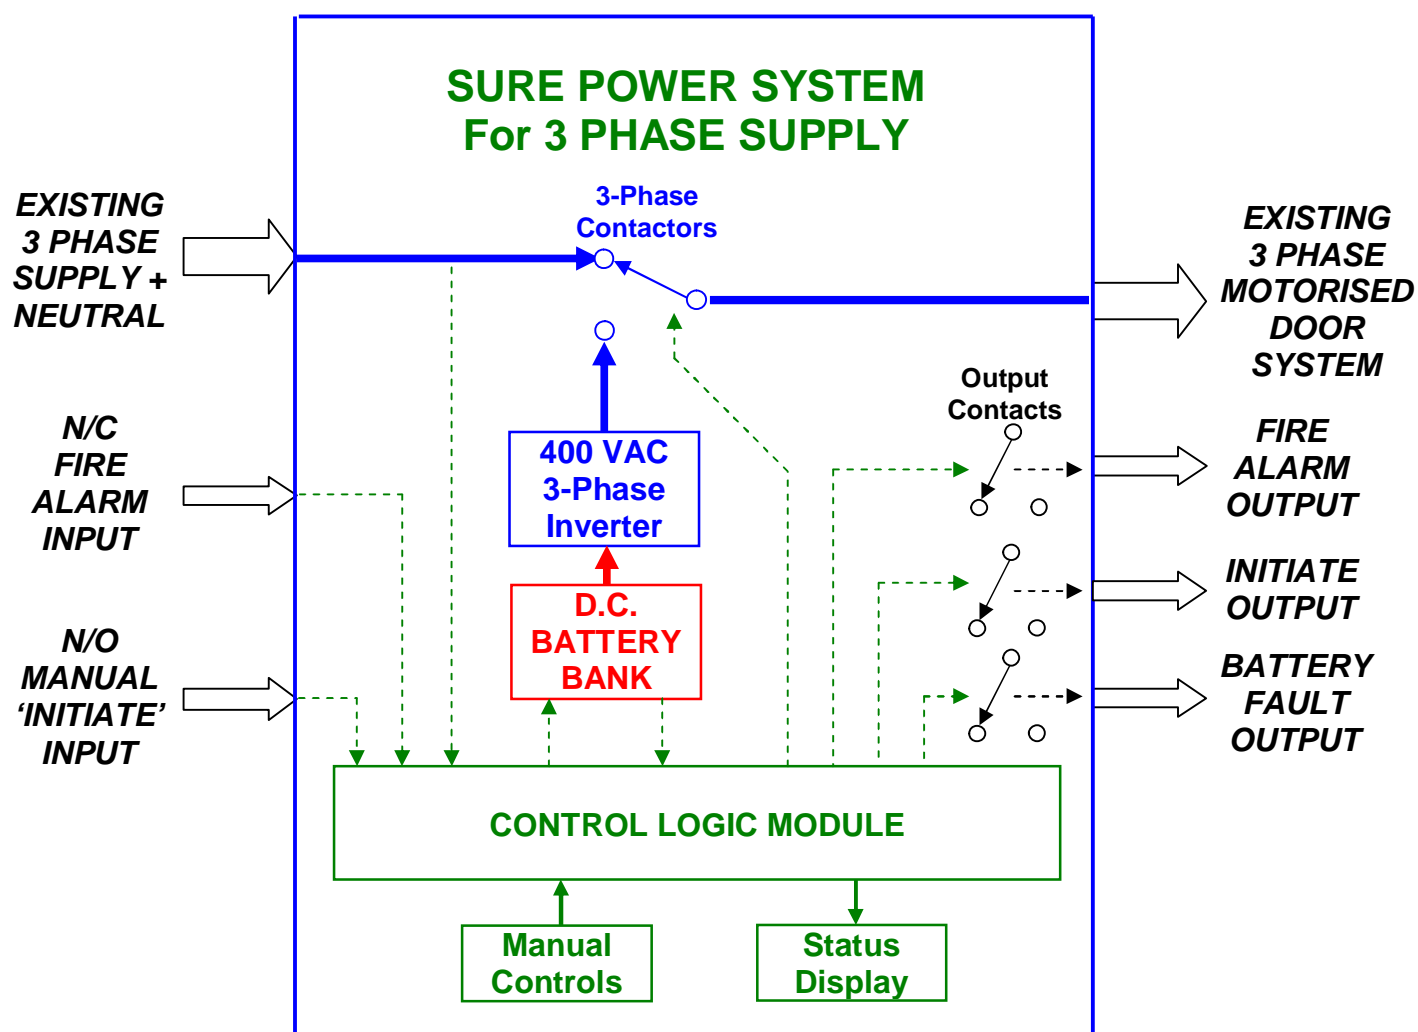 SURE POWER SYSTEM
For 3 PHASE SUPPLY
EXISTING
3 PHASE
SUPPLY +
NEUTRAL
3-Phase
Contactors
EXISTING
3 PHASE
MOTORISED
DOOR
SYSTEM
N/C
FIRE
ALARM
INPUT
400 VAC
3-Phase
Inverter
Output
Contacts
FIRE
ALARM
OUTPUT
INITIATE
OUTPUT
N/O
MANUAL
‘INITIATE’
INPUT
D.C.
BATTERY
BANK
BATTERY
FAULT
OUTPUT
CONTROL LOGIC MODULE
Manual
Controls
Status
Display